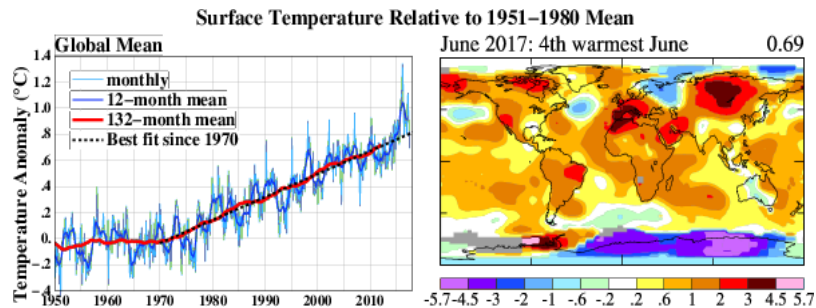 Surface Temperature Relative to 1951–1980 Mean
Global Mean
June 2017: 4th warmest June 0.69
Temperature Anomaly (°C)
1.4
1.2
1.0
.8
.6
.4
.2
0.
-.2
-.4
monthly
12–month mean
132–month mean
Best fit since 1970
1950 1960 1970 1980 1990 2000 2010
-5.7 -4.5 -3 -2 -1 -.6 -.2 .2 .6 1 2 3 4.5 5.7